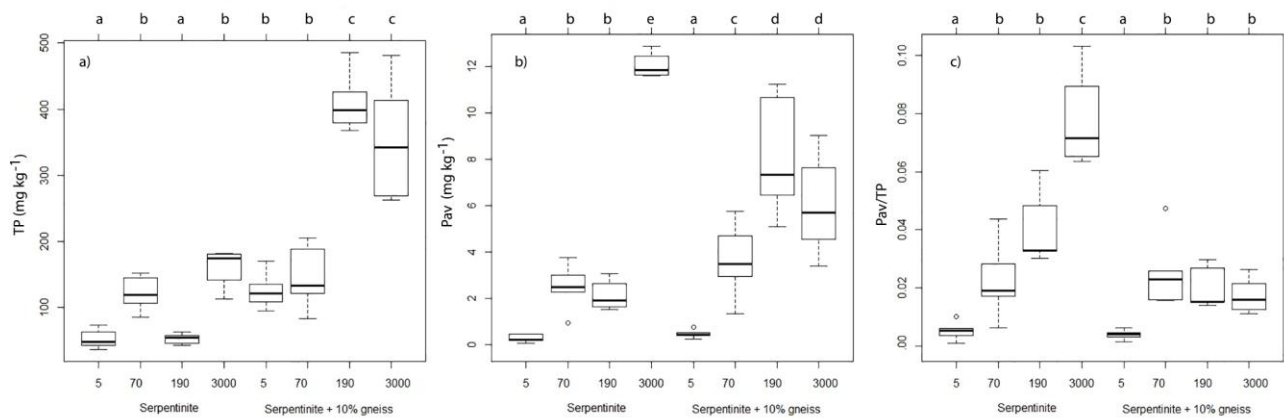 a b a b b b c c
a)
TP (mg kg⁻¹)
500
400
300
200
100
5 70 190 3000 5 70 190 3000
Serpentinite Serpentinite + 10% gneiss
a b b e a c d d
b)
Pav (mg kg⁻¹)
12
10
8
6
4
2
0
5 70 190 3000 5 70 190 3000
Serpentinite Serpentinite + 10% gneiss
a b b c a b b b
c)
Pav/TP
0.10
0.08
0.06
0.04
0.02
0.00
5 70 190 3000 5 70 190 3000
Serpentinite Serpentinite + 10% gneiss